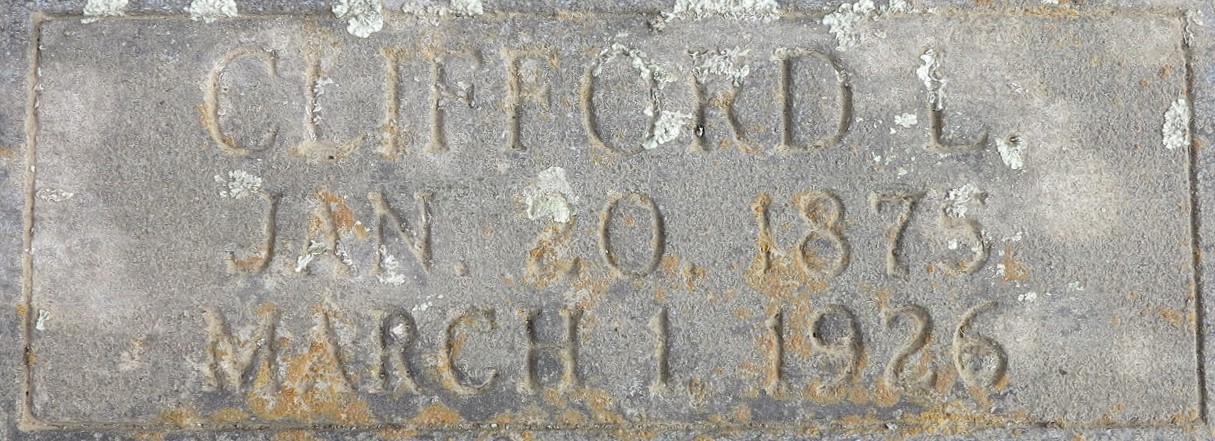 CLIFFORD L.
JAN. 20, 1875
MARCH 1, 1926